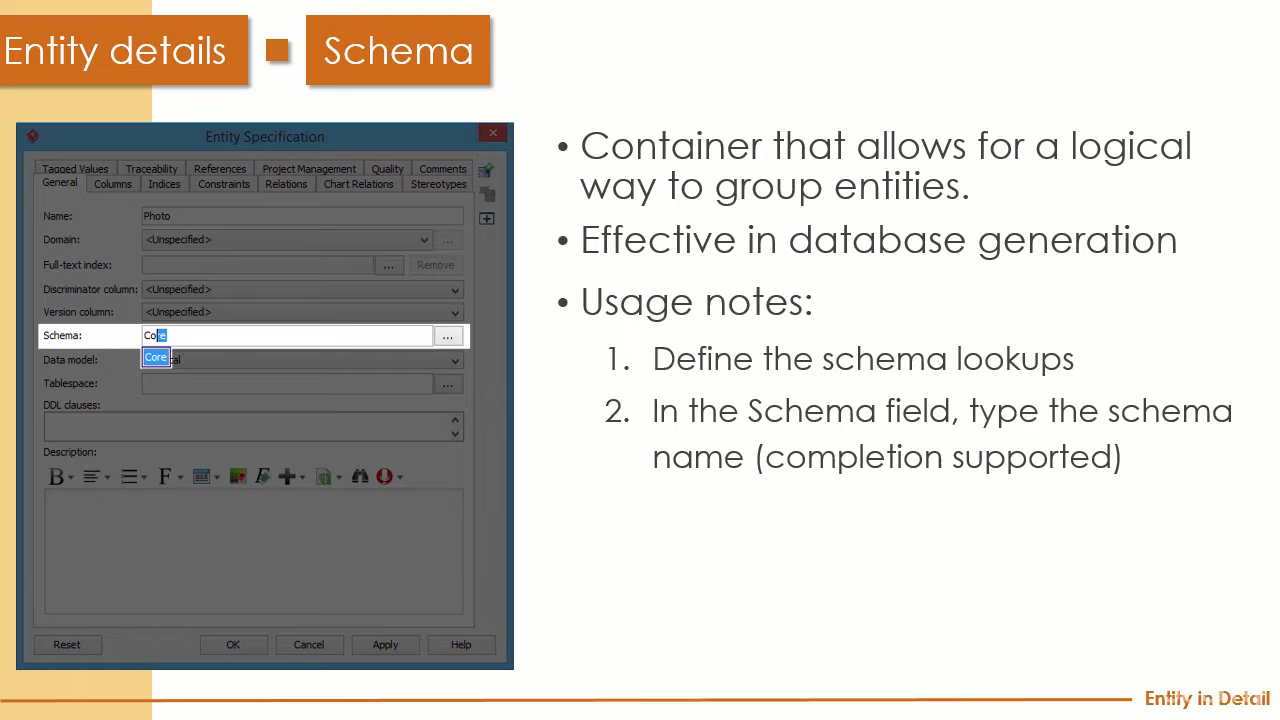 Entity details
Schema
Entity Specification
Tagged Values Traceability References Project Management Quality Comments
General Columns Indices Constraints Relations Chart Relations Stereotypes
Name: Photo
Domain: <Unspecified> ...
Full-text index: ... Remove
Discriminator column: <Unspecified>
Version column: <Unspecified>
Schema: Core ...
Core
Data model: al
Tablespace: ...
DDL clauses:
Description:
B F
Reset OK Cancel Apply Help
• Container that allows for a logical
way to group entities.
• Effective in database generation
• Usage notes:
1. Define the schema lookups
2. In the Schema field, type the schema
name (completion supported)
Entity in Detail